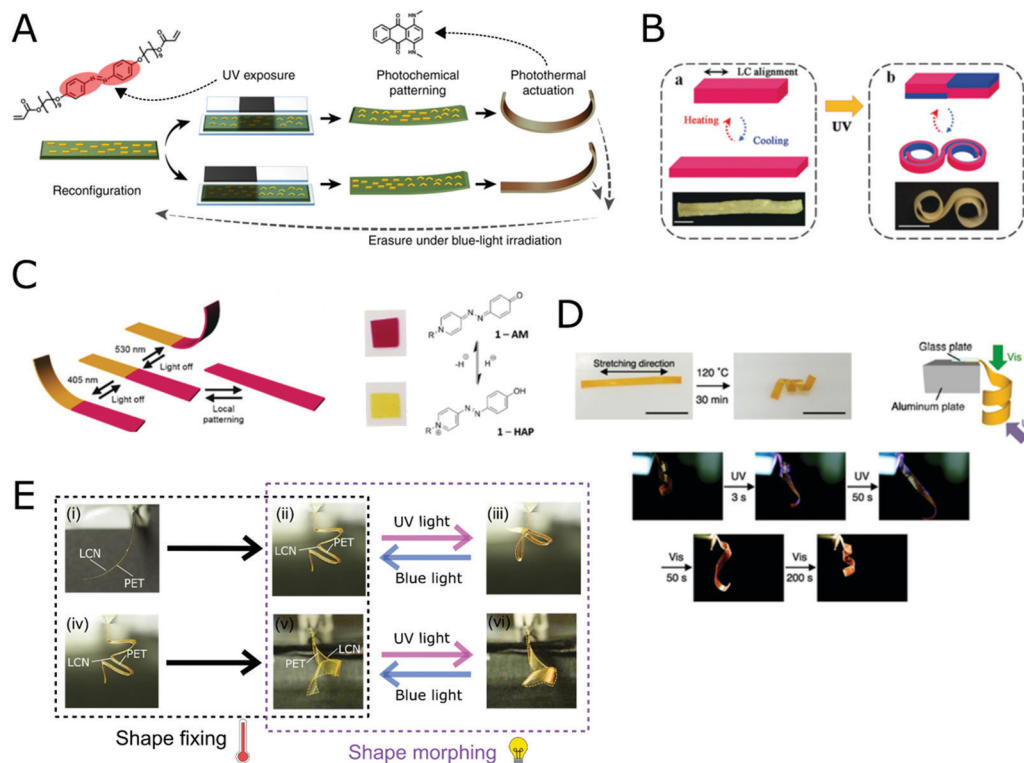 A
UV exposure
Photochemical
patterning
Photothermal
actuation
Reconfiguration
Erasure under blue-light irradiation
B
a
LC alignment
Heating
Cooling
UV
b
C
530 nm
Light off
405 nm
Light off
Local
patterning
1 – AM
-H
H
1 – HAP
D
Stretching direction
120 °C
30 min
Glass plate
Vis
Aluminum plate
UV
3 s
UV
50 s
Vis
50 s
Vis
200 s
E
(i)
LCN
PET
(ii)
LCN
PET
UV light
Blue light
(iii)
(iv)
LCN
PET
(v)
PET
LCN
UV light
Blue light
(vi)
Shape fixing
Shape morphing